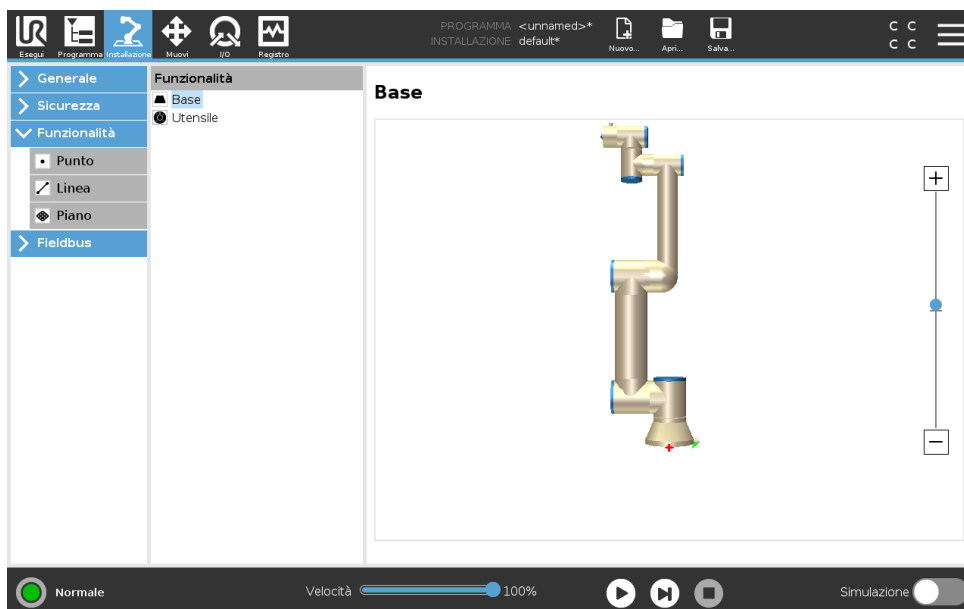 UR
PROGRAMMA <unnamed>*
INSTALLAZIONE default*
Esegui Programma Installazione Muovi I/O Registro
Nuovo... Apri... Salva...
C C
C C
Generale
Sicurezza
Funzionalità
Punto
Linea
Piano
Fieldbus
Funzionalità
Base
Utensile
Base
Normale
Velocità 100%
Simulazione